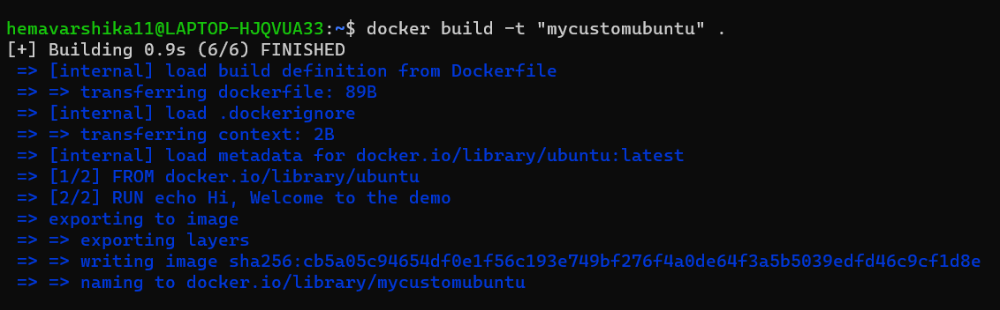 hemavarshika11@LAPTOP-HJQVUA33:~$ docker build -t "mycustomubuntu" .
[+] Building 0.9s (6/6) FINISHED
=> [internal] load build definition from Dockerfile
=> => transferring dockerfile: 89B
=> [internal] load .dockerignore
=> => transferring context: 2B
=> [internal] load metadata for docker.io/library/ubuntu:latest
=> [1/2] FROM docker.io/library/ubuntu
=> [2/2] RUN echo Hi, Welcome to the demo
=> exporting to image
=> => exporting layers
=> => writing image sha256:cb5a05c94654df0e1f56c193e749bf276f4a0de64f3a5b5039edfd46c9cf1d8e
=> => naming to docker.io/library/mycustomubuntu